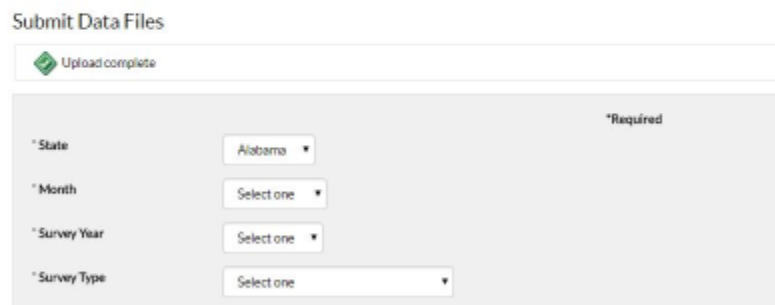 Submit Data Files
Upload complete
*Required
* State Alabama
* Month Select one
* Survey Year Select one
* Survey Type Select one